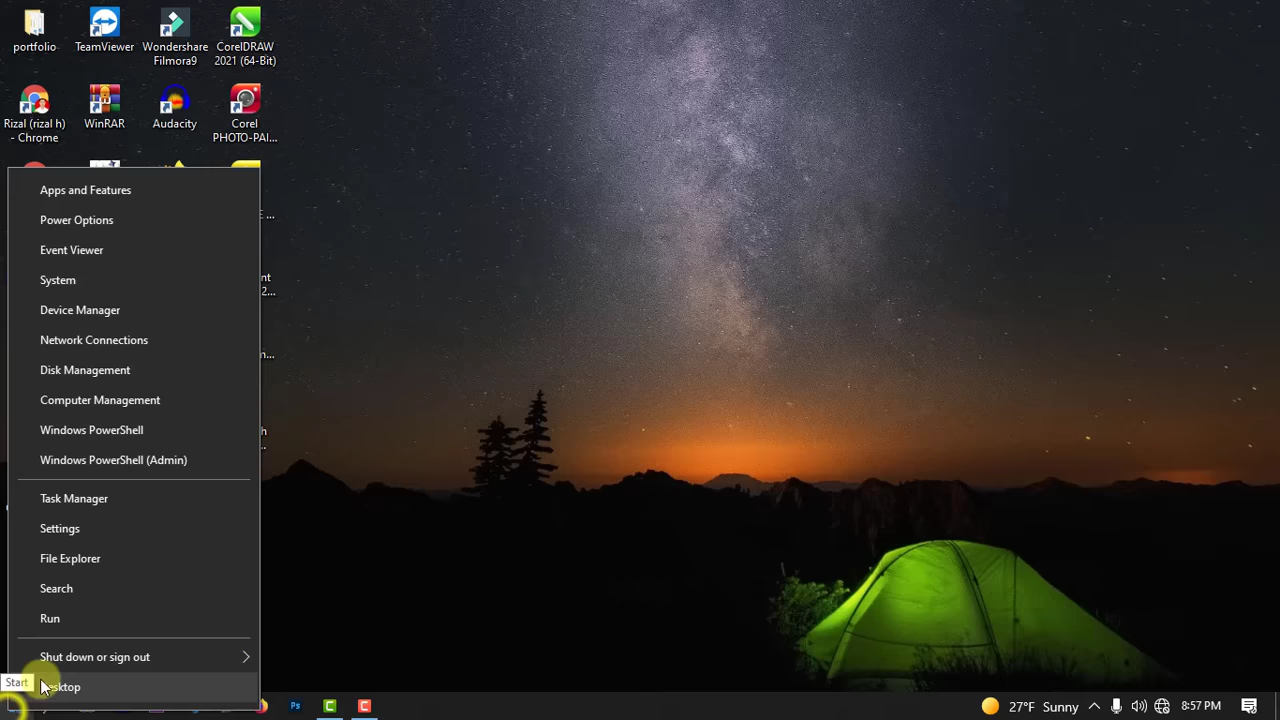 portfolio
TeamViewer
Wondershare
Filmora9
CorelDRAW
2021 (64-Bit)
Rizal (rizal h)
- Chrome
WinRAR
Audacity
Corel
PHOTO-PAI...
Apps and Features
Power Options
Event Viewer
System
Device Manager
Network Connections
Disk Management
Computer Management
Windows PowerShell
Windows PowerShell (Admin)
Task Manager
Settings
File Explorer
Search
Run
Shut down or sign out
Start
27°F Sunny
8:57 PM